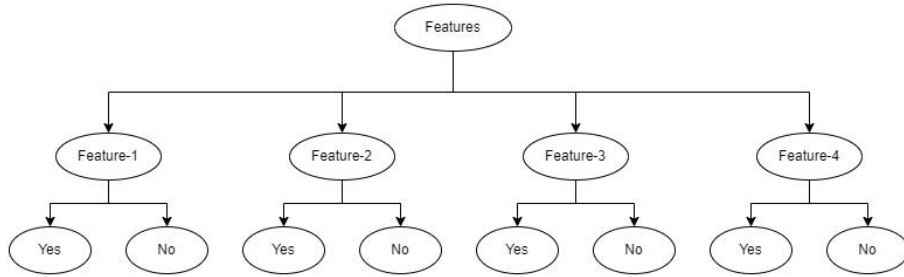 Features
Feature-1
Feature-2
Feature-3
Feature-4
Yes
No
Yes
No
Yes
No
Yes
No